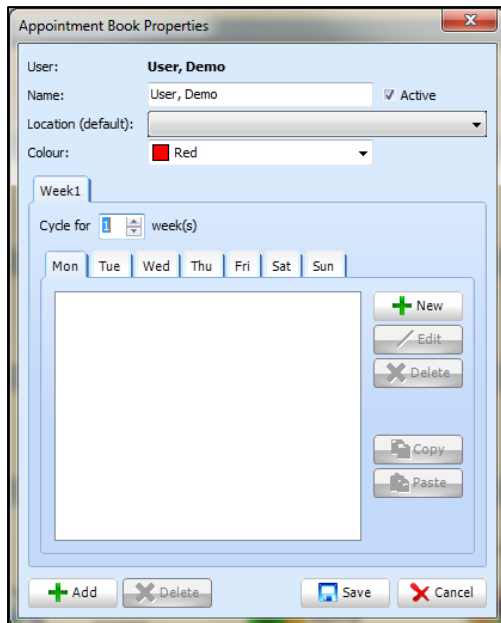 Appointment Book Properties
User: User, Demo
Name: User, Demo Active
Location (default):
Colour: Red
Week1
Cycle for 1 week(s)
Mon Tue Wed Thu Fri Sat Sun
New
Edit
Delete
Copy
Paste
Add Delete Save Cancel